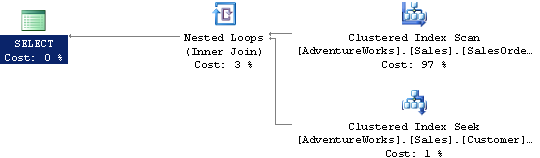 SELECT
Cost: 0 %
Nested Loops
(Inner Join)
Cost: 3 %
Clustered Index Scan
[AdventureWorks].[Sales].[SalesOrde…
Cost: 97 %
Clustered Index Seek
[AdventureWorks].[Sales].[Customer]…
Cost: 1 %